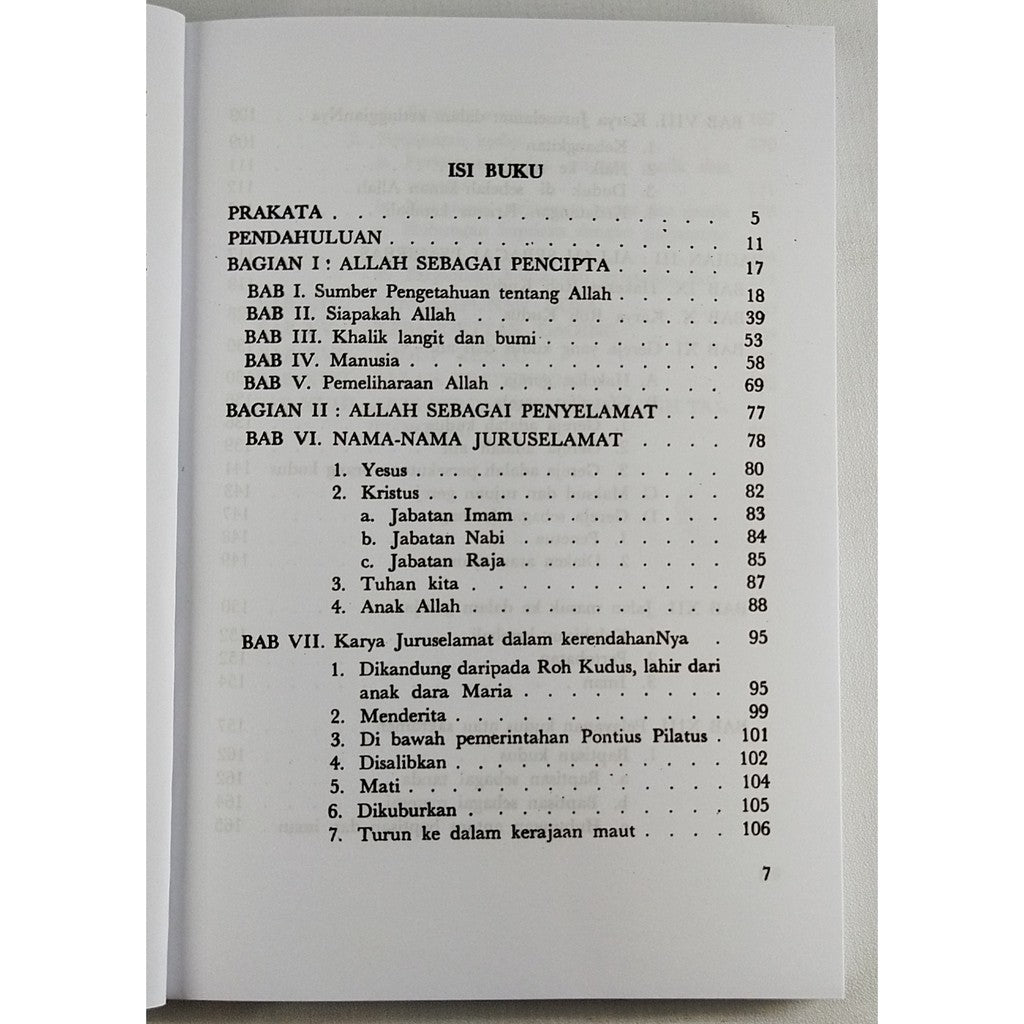 ISI BUKU
PRAKATA . . . . . . . . . . . . . . . . . 5
PENDAHULUAN . . . . . . . . . . . . . . . 11
BAGIAN I : ALLAH SEBAGAI PENCIPTA . . . . . 17
BAB I. Sumber Pengetahuan tentang Allah . . . . . 18
BAB II. Siapakah Allah . . . . . . . . . . . 39
BAB III. Khalik langit dan bumi . . . . . . . . 53
BAB IV. Manusia . . . . . . . . . . . . . . 58
BAB V. Pemeliharaan Allah . . . . . . . . . . 69
BAGIAN II : ALLAH SEBAGAI PENYELAMAT . . . 77
BAB VI. NAMA-NAMA JURUSELAMAT . . . . 78
1. Yesus . . . . . . . . . . . . . 80
2. Kristus . . . . . . . . . . . . . 82
a. Jabatan Imam . . . . . . . . . 83
b. Jabatan Nabi . . . . . . . . . 84
c. Jabatan Raja . . . . . . . . . 85
3. Tuhan kita . . . . . . . . . . . 87
4. Anak Allah . . . . . . . . . . . 88
BAB VII. Karya Juruselamat dalam kerendahanNya . 95
1. Dikandung daripada Roh Kudus, lahir dari
anak dara Maria . . . . . . . . . 95
2. Menderita . . . . . . . . . . . . 99
3. Di bawah pemerintahan Pontius Pilatus . 101
4. Disalibkan . . . . . . . . . . . . 102
5. Mati . . . . . . . . . . . . . . 104
6. Dikuburkan . . . . . . . . . . . 105
7. Turun ke dalam kerajaan maut . . . . 106
7